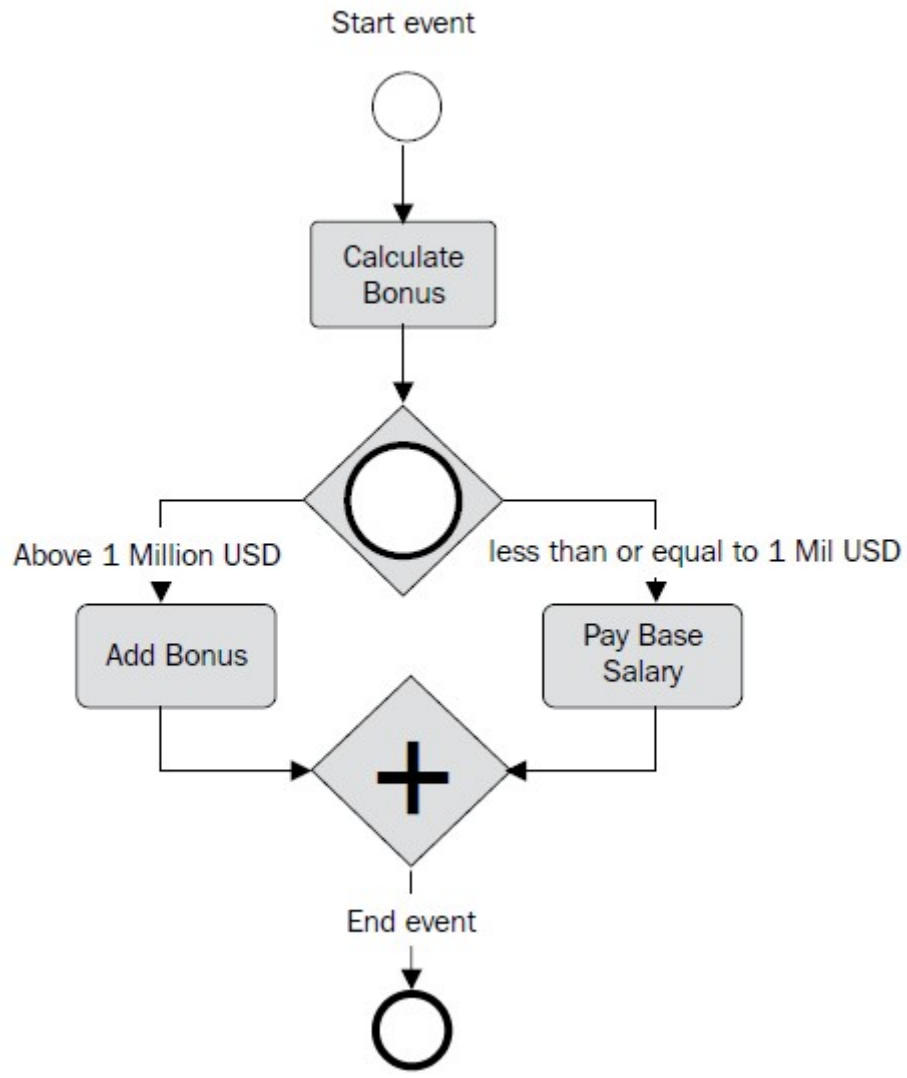 Start event
Calculate
Bonus
Above 1 Million USD
less than or equal to 1 Mil USD
Add Bonus
Pay Base
Salary
End event